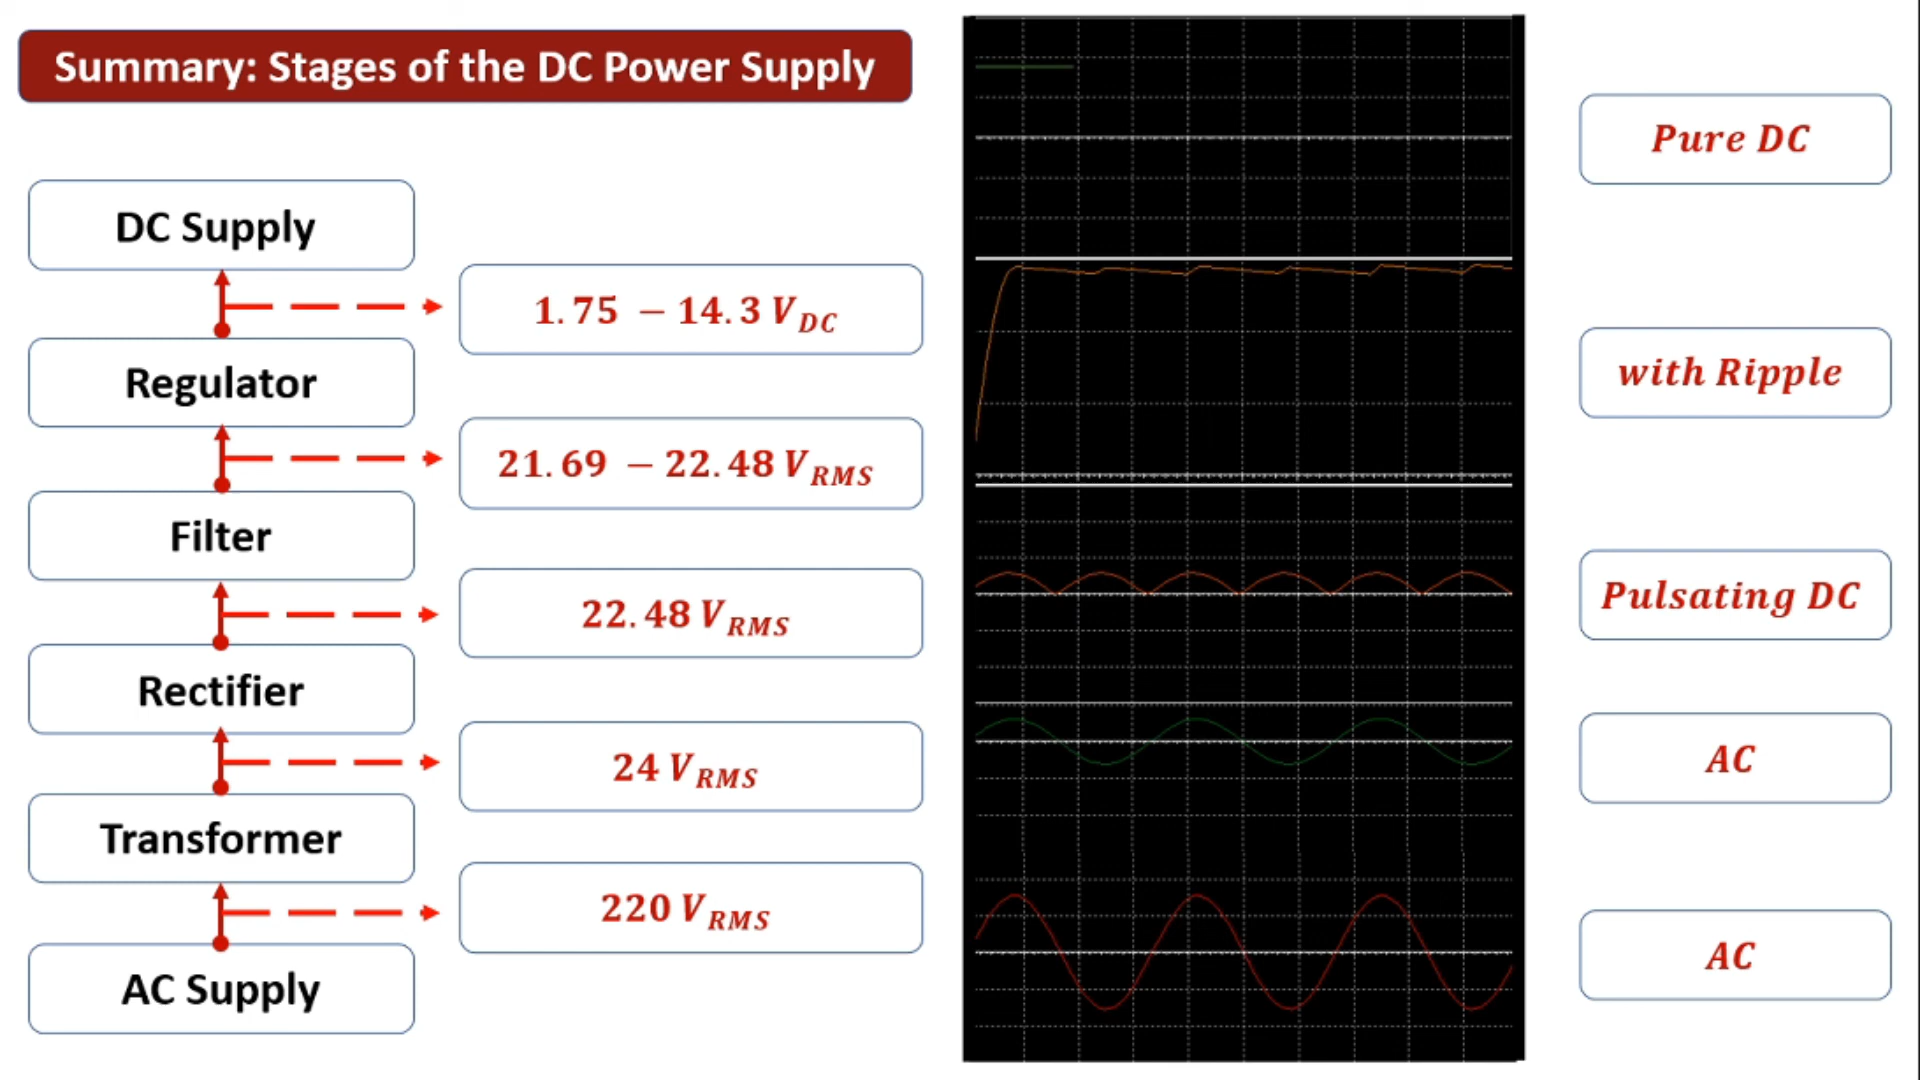 Summary: Stages of the DC Power Supply
DC Supply
1.75 − 14.3 V_DC
Regulator
21.69 − 22.48 V_RMS
Filter
22.48 V_RMS
Rectifier
24 V_RMS
Transformer
220 V_RMS
AC Supply
Pure DC
with Ripple
Pulsating DC
AC
AC